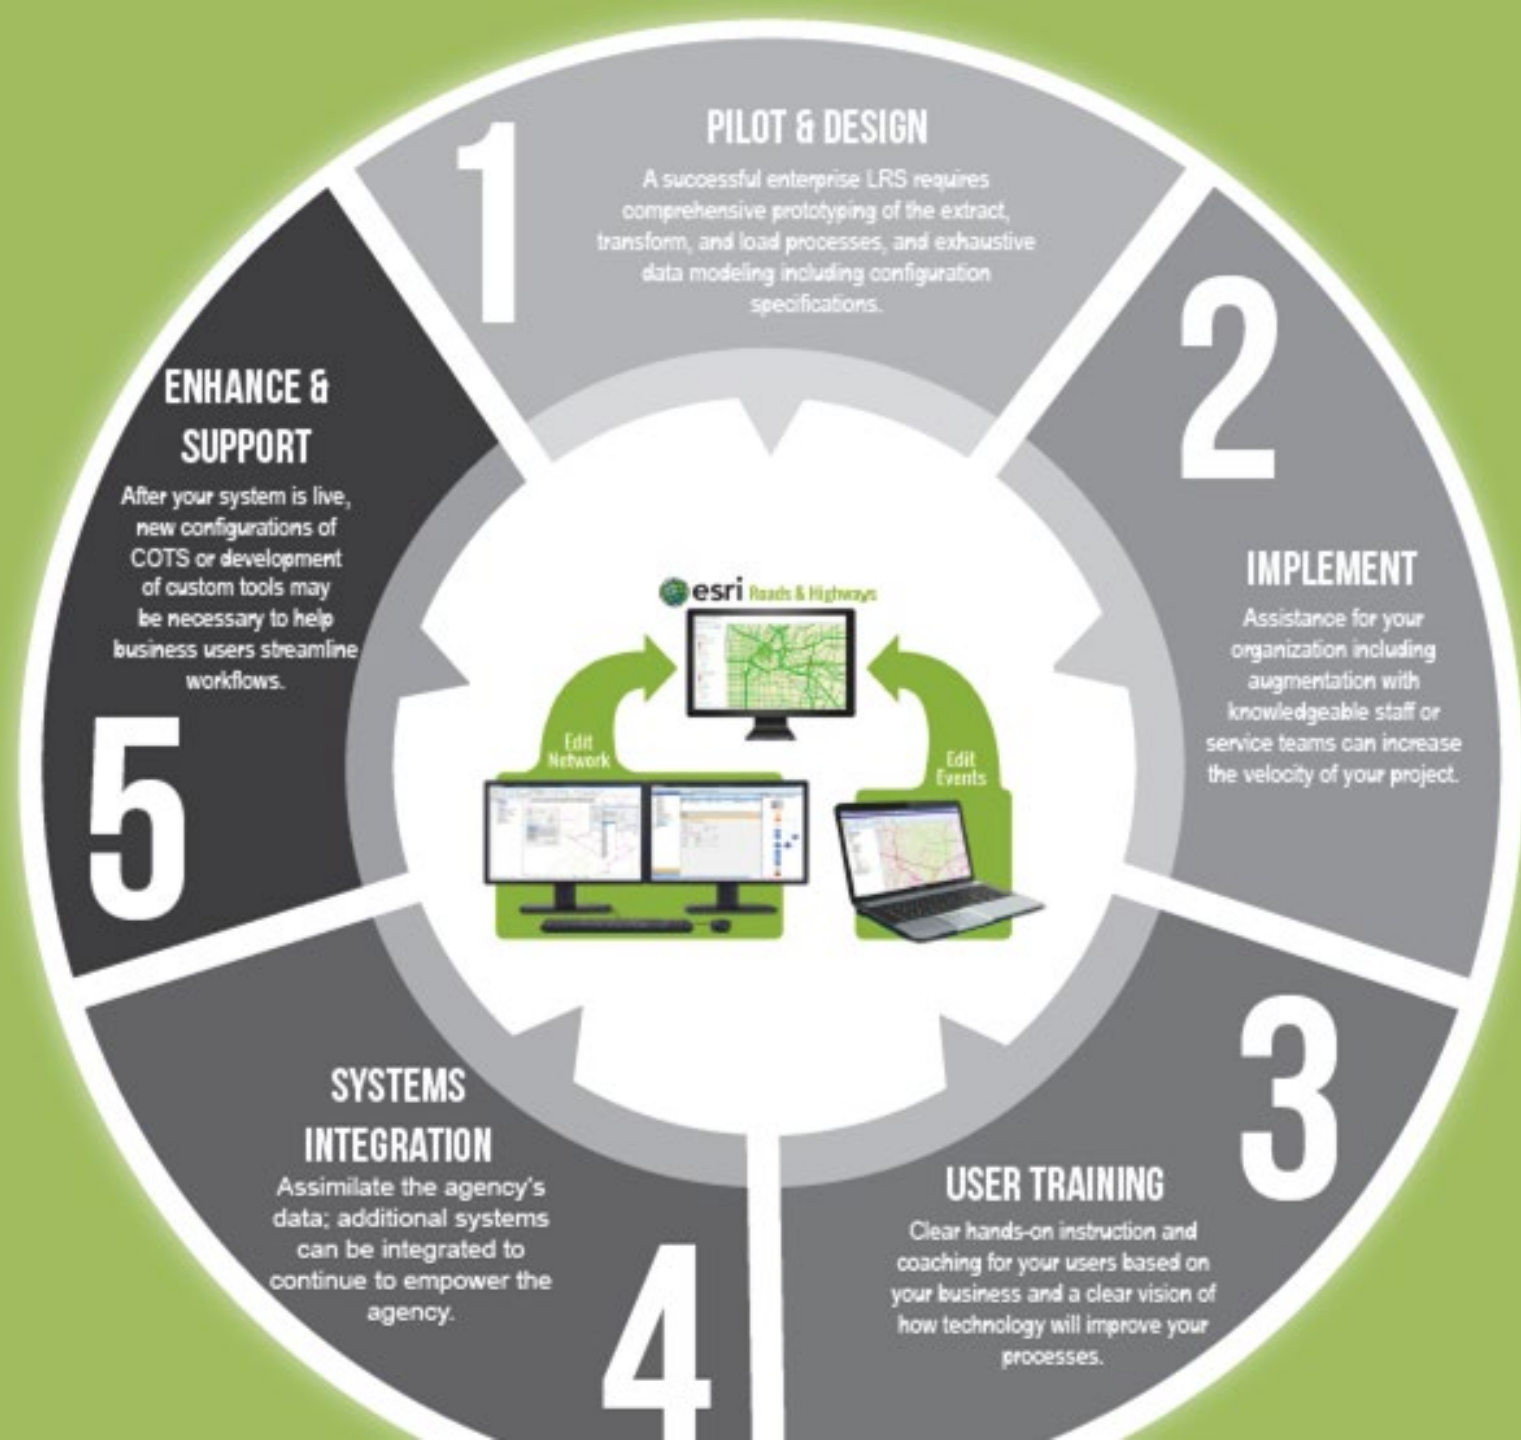 1
PILOT & DESIGN
A successful enterprise LRS requires
comprehensive prototyping of the extract,
transform, and load processes, and exhaustive
data modeling including configuration
specifications.
2
IMPLEMENT
Assistance for your
organization including
augmentation with
knowledgeable staff or
service teams can increase
the velocity of your project.
3
USER TRAINING
Clear hands-on instruction and
coaching for your users based on
your business and a clear vision of
how technology will improve your
processes.
4
SYSTEMS
INTEGRATION
Assimilate the agency's
data; additional systems
can be integrated to
continue to empower the
agency.
5
ENHANCE &
SUPPORT
After your system is live,
new configurations of
COTS or development
of custom tools may
be necessary to help
business users streamline
workflows.
esri Roads & Highways
Edit
Network
Edit
Events